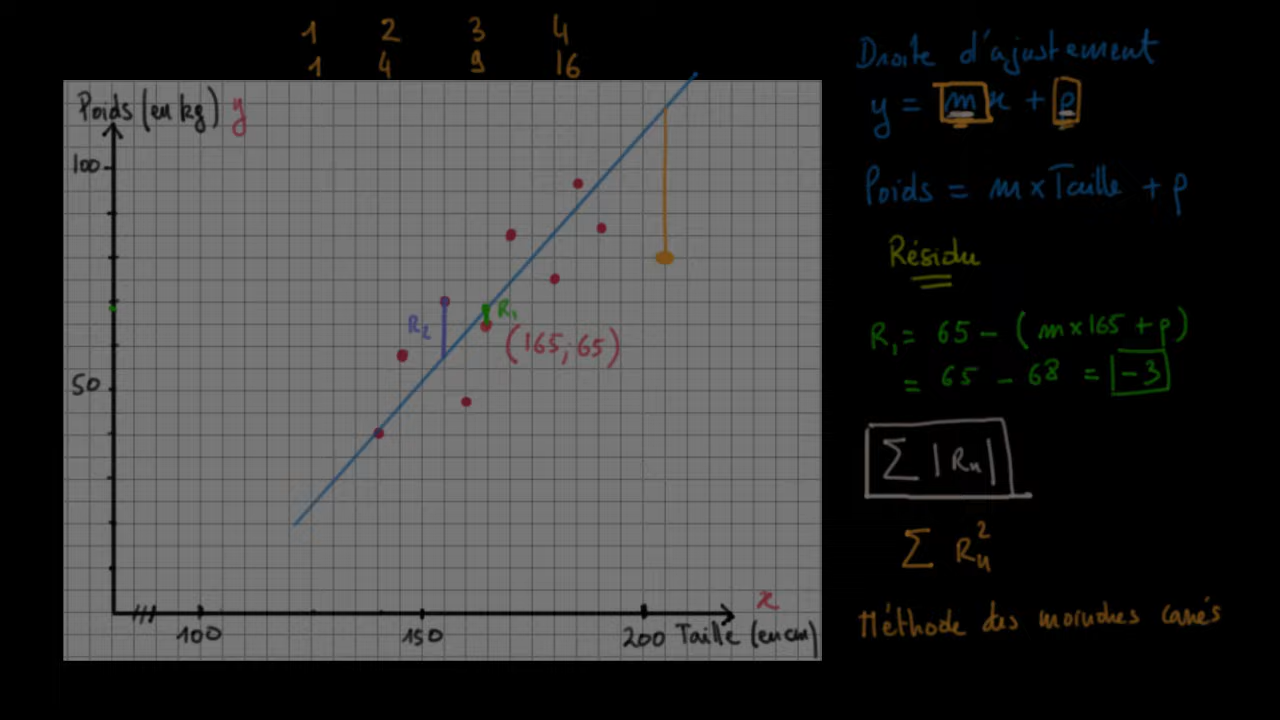 1 2 3 4
1 4 9 16
Poids (en kg) y
100
50
R₂
R₁
(165; 65)
x
100 150 200 Taille (en cm)
Droite d'ajustement
y = mx + p
Poids = m × Taille + p
Résidu
R₁ = 65 - (m × 165 + p)
= 65 - 68 = -3
∑ |Rₙ|
∑ Rₙ²
Méthode des moindres carrés